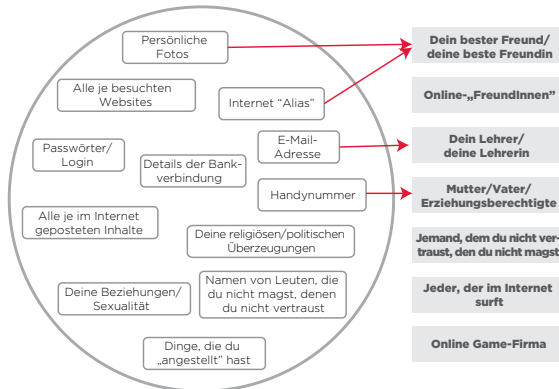 Persönliche
Fotos
Alle je besuchten
Websites
Internet “Alias”
E-Mail-
Adresse
Passwörter/
Login
Details der Bank-
verbindung
Handynummer
Alle je im Internet
geposteten Inhalte
Deine religiösen/politischen
Überzeugungen
Deine Beziehungen/
Sexualität
Namen von Leuten, die
du nicht magst, denen
du nicht vertraust
Dinge, die du
„angestellt“ hast
Dein bester Freund/
deine beste Freundin
Online-„FreundInnen”
Dein Lehrer/
deine Lehrerin
Mutter/Vater/
Erziehungsberechtigte
Jemand, dem du nicht ver-
traust, den du nicht magst
Jeder, der im Internet
surft
Online Game-Firma